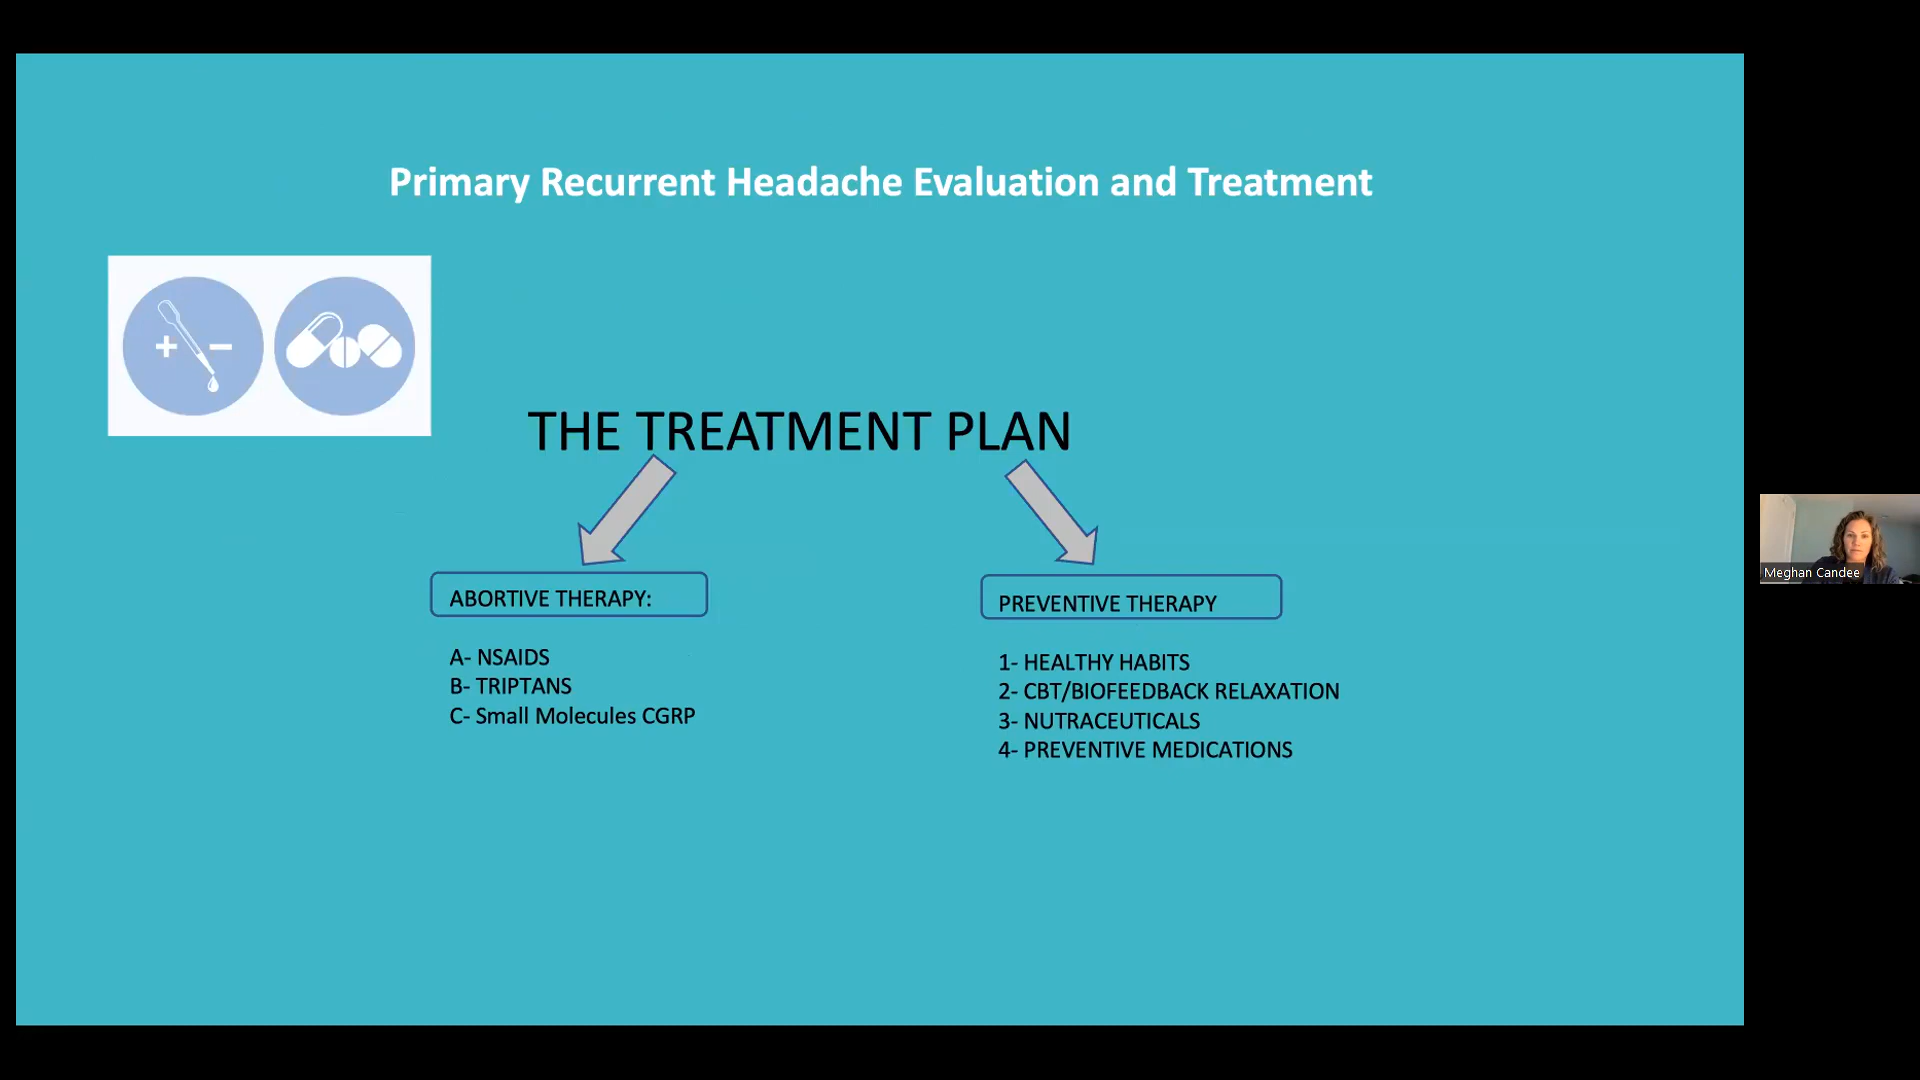 Primary Recurrent Headache Evaluation and Treatment
+ −
THE TREATMENT PLAN
ABORTIVE THERAPY:
A- NSAIDS
B- TRIPTANS
C- Small Molecules CGRP
PREVENTIVE THERAPY
1- HEALTHY HABITS
2- CBT/BIOFEEDBACK RELAXATION
3- NUTRACEUTICALS
4- PREVENTIVE MEDICATIONS
Meghan Candee